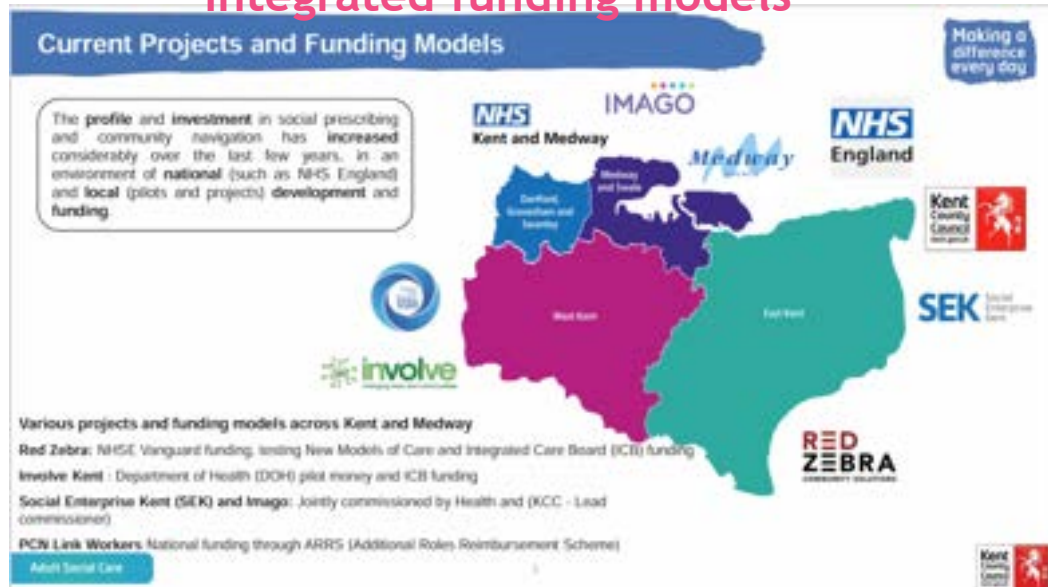 integrated funding models
Current Projects and Funding Models
Making a
difference
every day
The profile and investment in social prescribing
and community navigation has increased
considerably over the last few years, in an
environment of national (such as NHS England)
and local (pilots and projects) development and
funding.
NHS
Kent and Medway
IMAGO
Medway
NHS
England
Kent
County
Council
SEK Social
Enterprise
Kent
Dartford,
Gravesham and
Swanley
Medway
and Swale
West Kent
East Kent
involve
RED
ZEBRA
COMMUNITY SOLUTIONS
Various projects and funding models across Kent and Medway
Red Zebra: NHSE Vanguard funding, testing New Models of Care and Integrated Care Board (ICB) funding
Involve Kent : Department of Health (DOH) pilot money and ICB funding
Social Enterprise Kent (SEK) and Imago: Jointly commissioned by Health and (KCC - Lead
commissioner)
PCN Link Workers National funding through ARRS (Additional Roles Reimbursement Scheme)
Adult Social Care
Kent
County